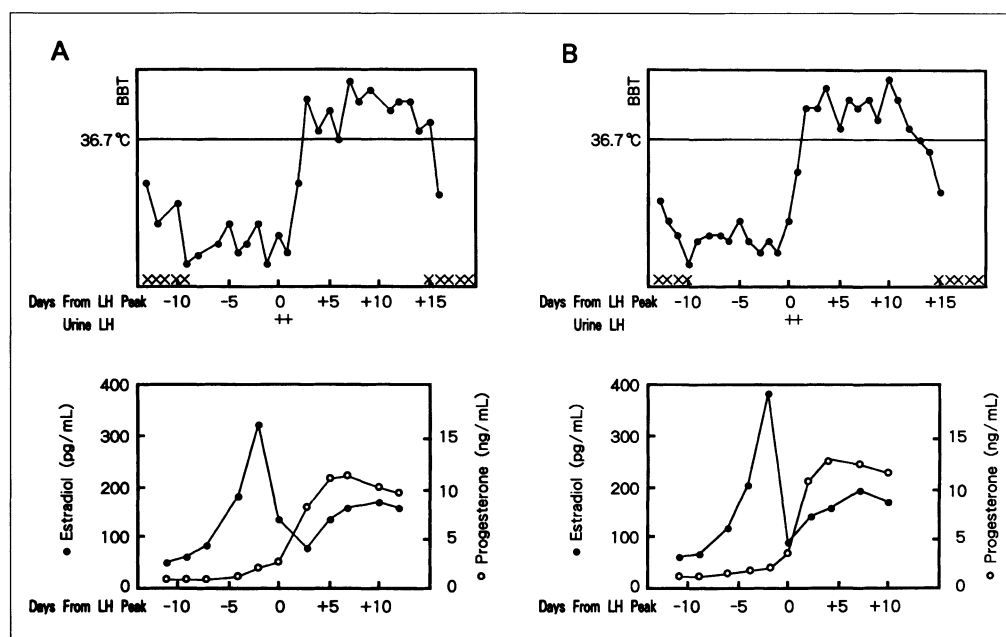 A
BBT
36.7℃
XXXXX
XXXXX
Days From LH Peak -10 -5 0 +5 +10 +15
Urine LH ++
B
BBT
36.7℃
XXXXX
XXXXX
Days From LH Peak -10 -5 0 +5 +10 +15
Urine LH ++
● Estradiol (pg/mL)
400
300
200
100
0
15
10
5
0
○ Progesterone (ng/mL)
Days From LH Peak -10 -5 0 +5 +10
● Estradiol (pg/mL)
400
300
200
100
0
15
10
5
0
○ Progesterone (ng/mL)
Days From LH Peak -10 -5 0 +5 +10